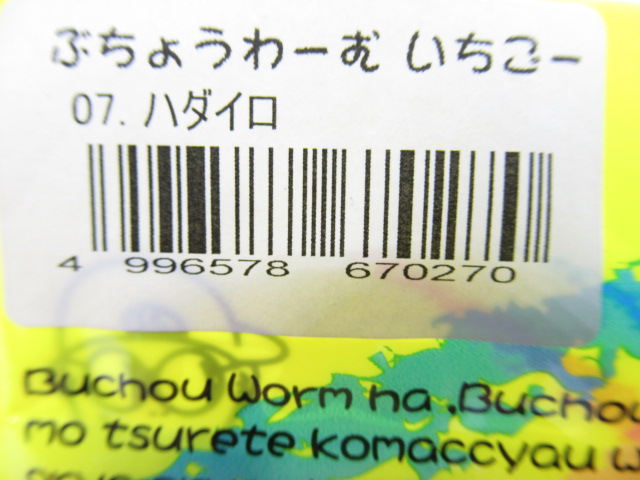 ぶちょうわーむ いちごー
07. ハダイロ
4 996578 670270
Buchou Worm ha ,Buchou
mo tsurete komaccyau w